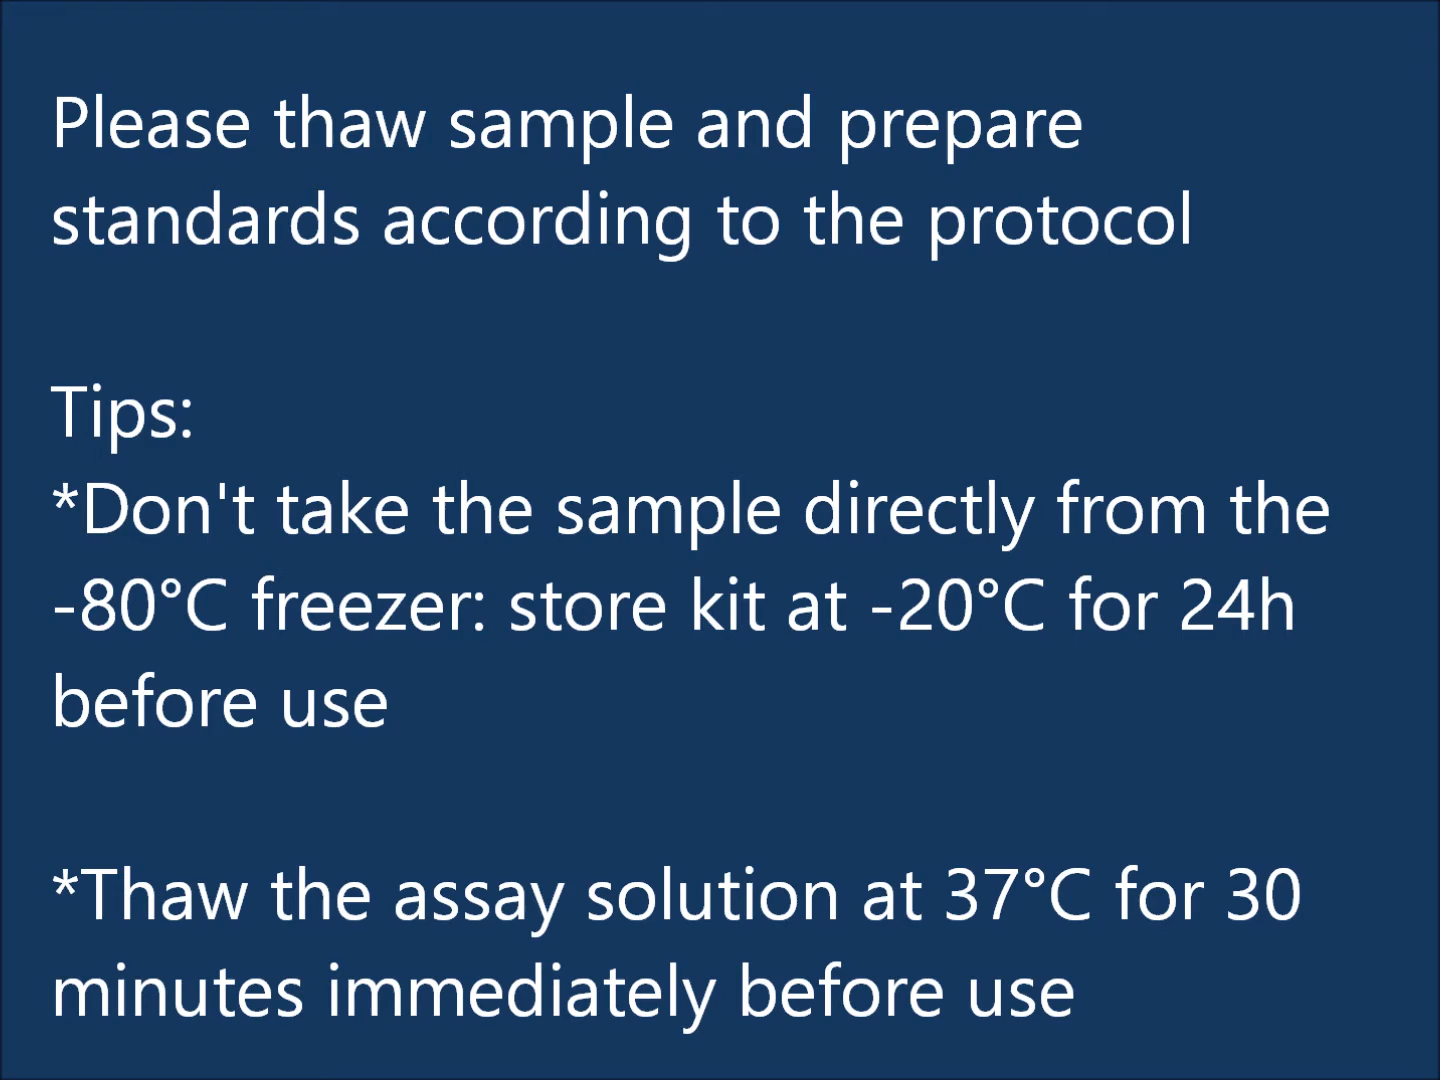 Please thaw sample and prepare
standards according to the protocol
Tips:
*Don't take the sample directly from the
-80°C freezer: store kit at -20°C for 24h
before use
*Thaw the assay solution at 37°C for 30
minutes immediately before use